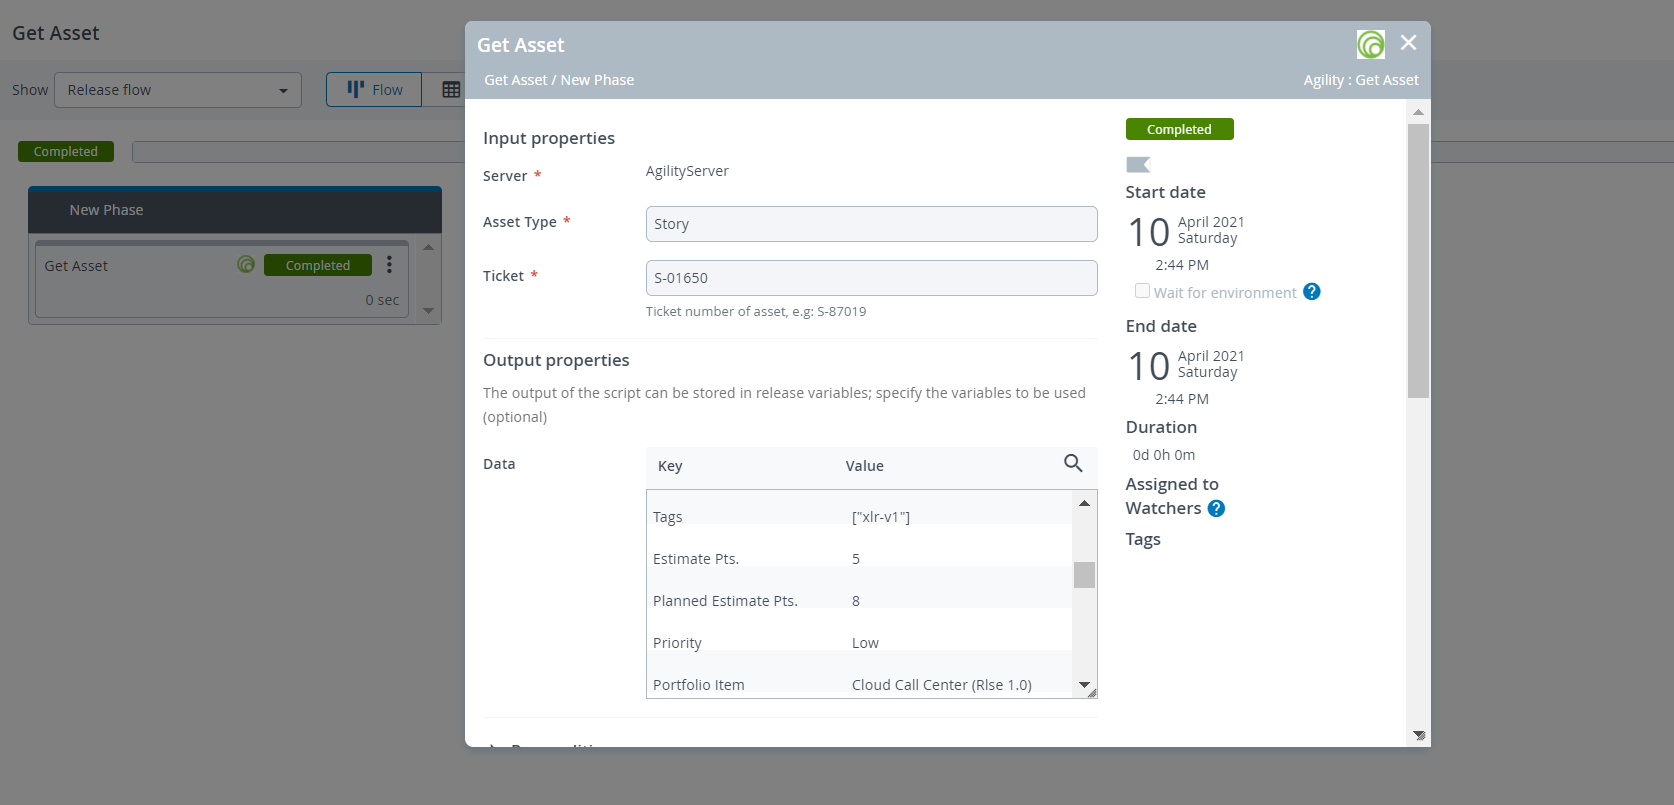 Get Asset
Show
Release flow
Flow
Completed
New Phase
Get Asset
Completed
0 sec
Get Asset
Get Asset / New Phase
Agility : Get Asset
Input properties
Server *
AgilityServer
Asset Type *
Story
Ticket *
S-01650
Ticket number of asset, e.g: S-87019
Output properties
The output of the script can be stored in release variables; specify the variables to be used
(optional)
Data
Key Value
Tags ["xlr-v1"]
Estimate Pts. 5
Planned Estimate Pts. 8
Priority Low
Portfolio Item Cloud Call Center (Rlse 1.0)
Completed
Start date
10 April 2021
Saturday
2:44 PM
Wait for environment ?
End date
10 April 2021
Saturday
2:44 PM
Duration
0d 0h 0m
Assigned to
Watchers ?
Tags